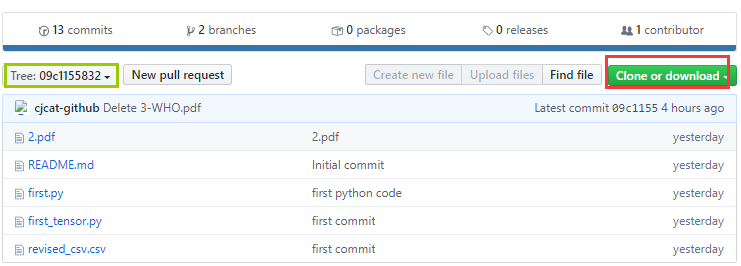 13 commits 2 branches 0 packages 0 releases 1 contributor
Tree: 09c1155832 New pull request Create new file Upload files Find file Clone or download
cjcat-github Delete 3-WHO.pdf Latest commit 09c1155 4 hours ago
2.pdf 2.pdf yesterday
README.md Initial commit yesterday
first.py first python code yesterday
first_tensor.py first commit yesterday
revised_csv.csv first commit yesterday